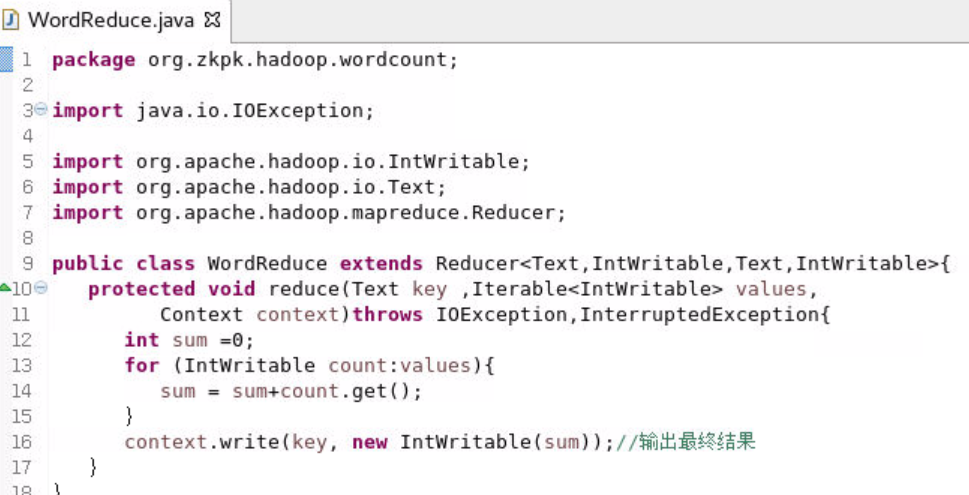 WordReduce.java
1 package org.zkpk.hadoop.wordcount;
2
3 import java.io.IOException;
4
5 import org.apache.hadoop.io.IntWritable;
6 import org.apache.hadoop.io.Text;
7 import org.apache.hadoop.mapreduce.Reducer;
8
9 public class WordReduce extends Reducer<Text,IntWritable,Text,IntWritable>{
10 protected void reduce(Text key ,Iterable<IntWritable> values,
11 Context context)throws IOException,InterruptedException{
12 int sum =0;
13 for (IntWritable count:values){
14 sum = sum+count.get();
15 }
16 context.write(key, new IntWritable(sum));//输出最终结果
17 }
18 }